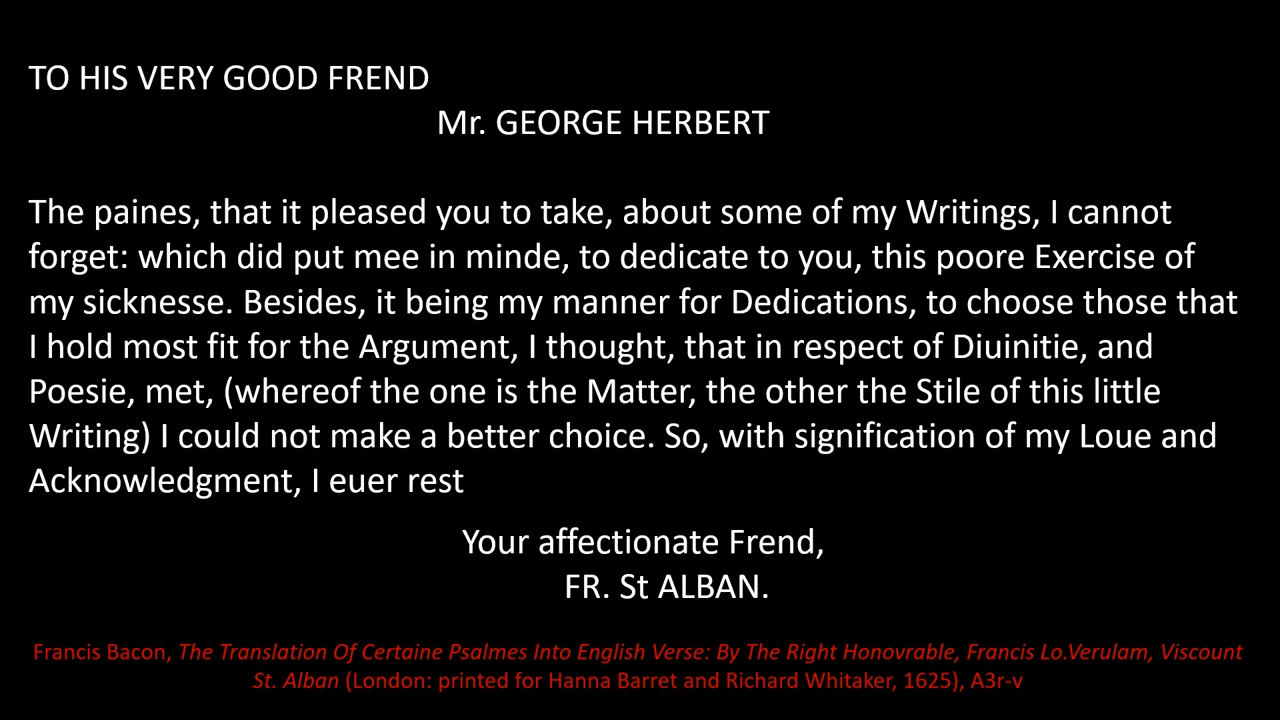 TO HIS VERY GOOD FREND
Mr. GEORGE HERBERT
The paines, that it pleased you to take, about some of my Writings, I cannot
forget: which did put mee in minde, to dedicate to you, this poore Exercise of
my sicknesse. Besides, it being my manner for Dedications, to choose those that
I hold most fit for the Argument, I thought, that in respect of Diuinitie, and
Poesie, met, (whereof the one is the Matter, the other the Stile of this little
Writing) I could not make a better choice. So, with signification of my Loue and
Acknowledgment, I euer rest
Your affectionate Frend,
FR. St ALBAN.
Francis Bacon, The Translation Of Certaine Psalmes Into English Verse: By The Right Honovrable, Francis Lo.Verulam, Viscount
St. Alban (London: printed for Hanna Barret and Richard Whitaker, 1625), A3r-v